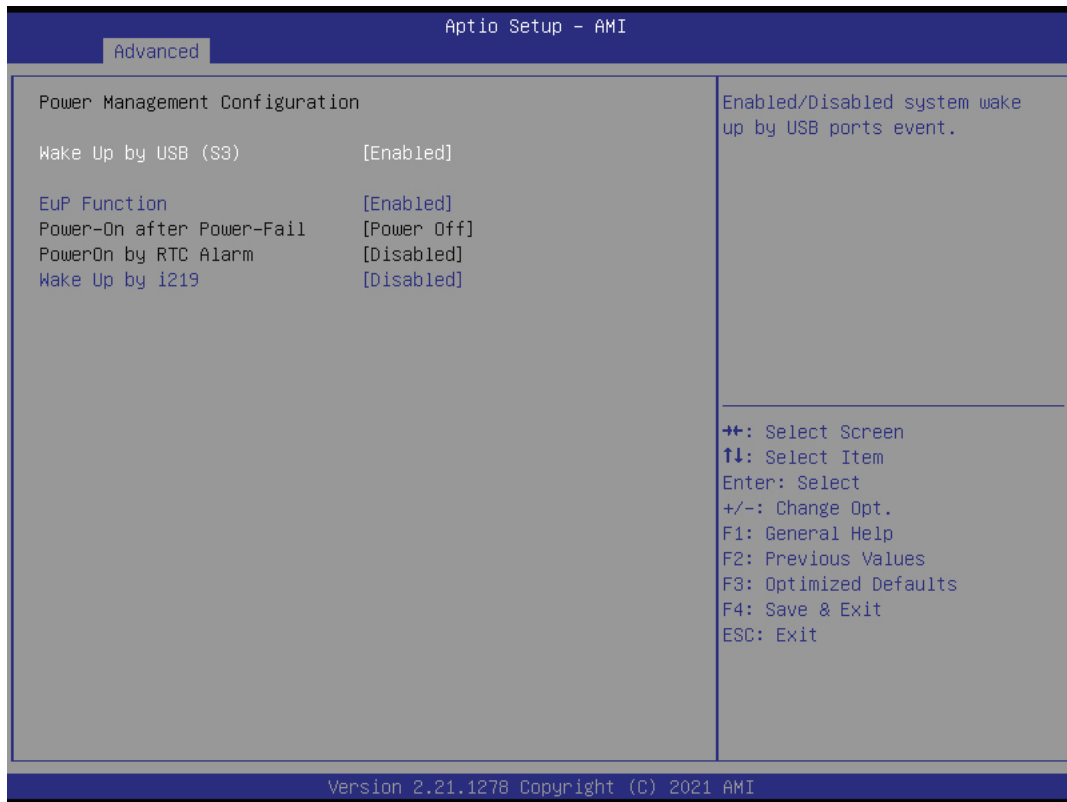 Aptio Setup – AMI
Advanced
Power Management Configuration
Wake Up by USB (S3) [Enabled]
EuP Function [Enabled]
Power-On after Power-Fail [Power Off]
PowerOn by RTC Alarm [Disabled]
Wake Up by i219 [Disabled]
Enabled/Disabled system wake
up by USB ports event.
→←: Select Screen
↑↓: Select Item
Enter: Select
+/-: Change Opt.
F1: General Help
F2: Previous Values
F3: Optimized Defaults
F4: Save & Exit
ESC: Exit
Version 2.21.1278 Copyright (C) 2021 AMI